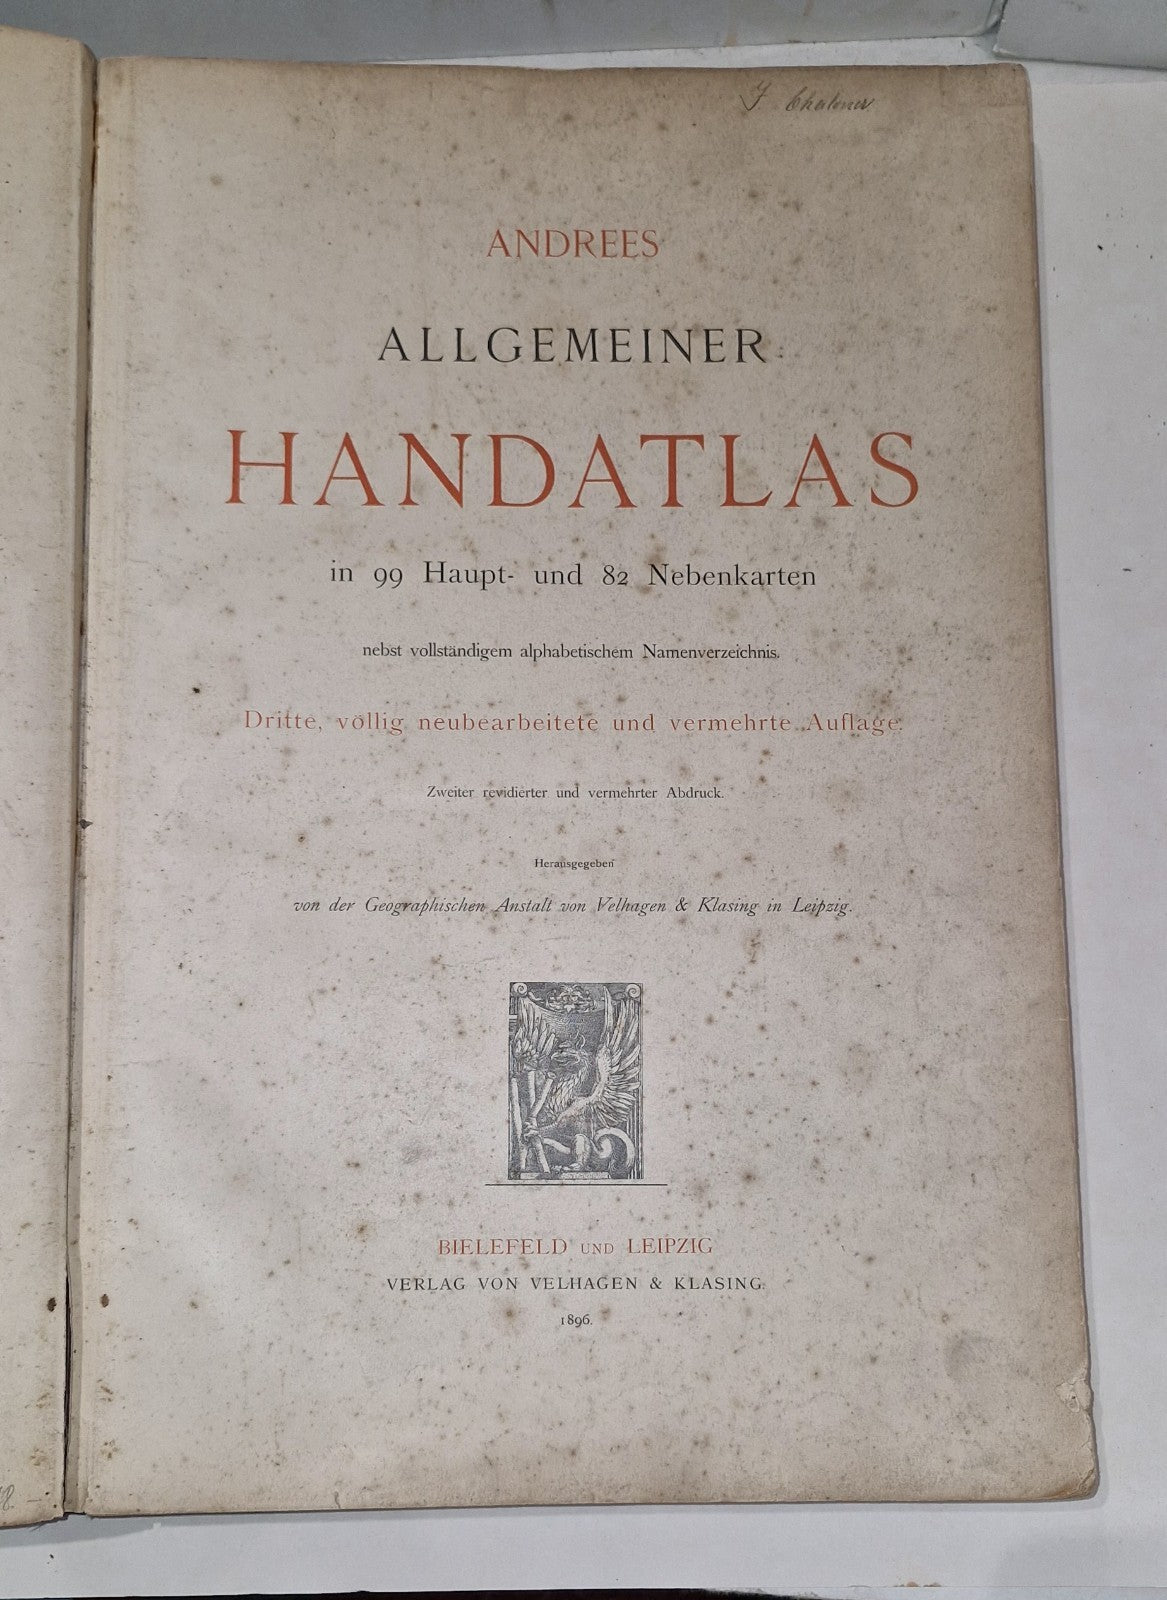 ANDREES
ALLGEMEINER
HANDATLAS
in 99 Haupt- und 82 Nebenkarten
nebst vollständigem alphabetischem Namenverzeichnis.
Dritte, völlig neubearbeitete und vermehrte Auflage.
Zweiter revidierter und vermehrter Abdruck.
Herausgegeben
von der Geographischen Anstalt von Velhagen & Klasing in Leipzig.
BIELEFELD UND LEIPZIG
VERLAG VON VELHAGEN & KLASING.
1896.